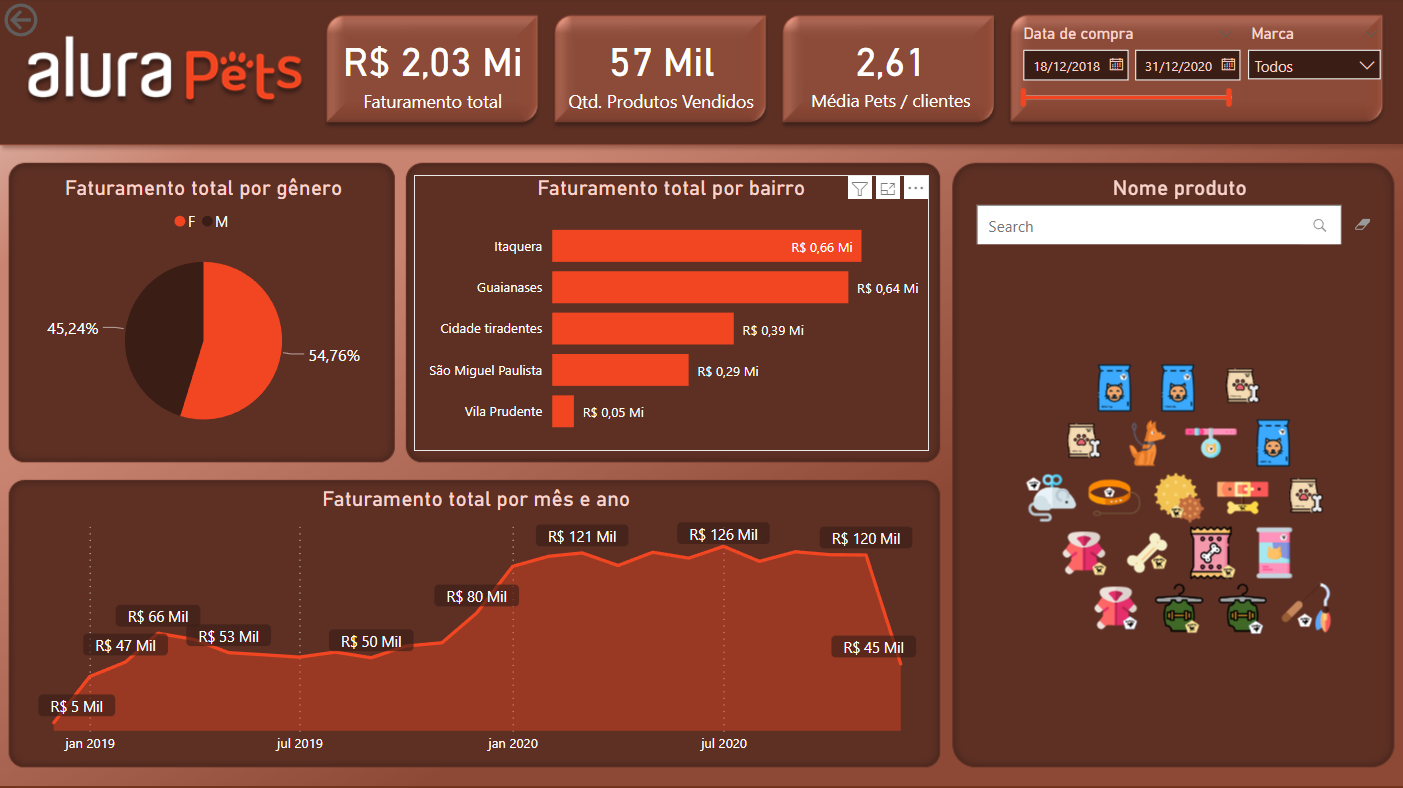 alura Pets
R$ 2,03 Mi
Faturamento total
57 Mil
Qtd. Produtos Vendidos
2,61
Média Pets / clientes
Data de compra
18/12/2018
31/12/2020
Marca
Todos
Faturamento total por gênero
F M
45,24%
54,76%
Faturamento total por bairro
Itaquera R$ 0,66 Mi
Guaianases R$ 0,64 Mi
Cidade tiradentes R$ 0,39 Mi
São Miguel Paulista R$ 0,29 Mi
Vila Prudente R$ 0,05 Mi
Nome produto
Search
Faturamento total por mês e ano
R$ 5 Mil
R$ 47 Mil
R$ 66 Mil
R$ 53 Mil
R$ 50 Mil
R$ 80 Mil
R$ 121 Mil
R$ 126 Mil
R$ 120 Mil
R$ 45 Mil
jan 2019
jul 2019
jan 2020
jul 2020